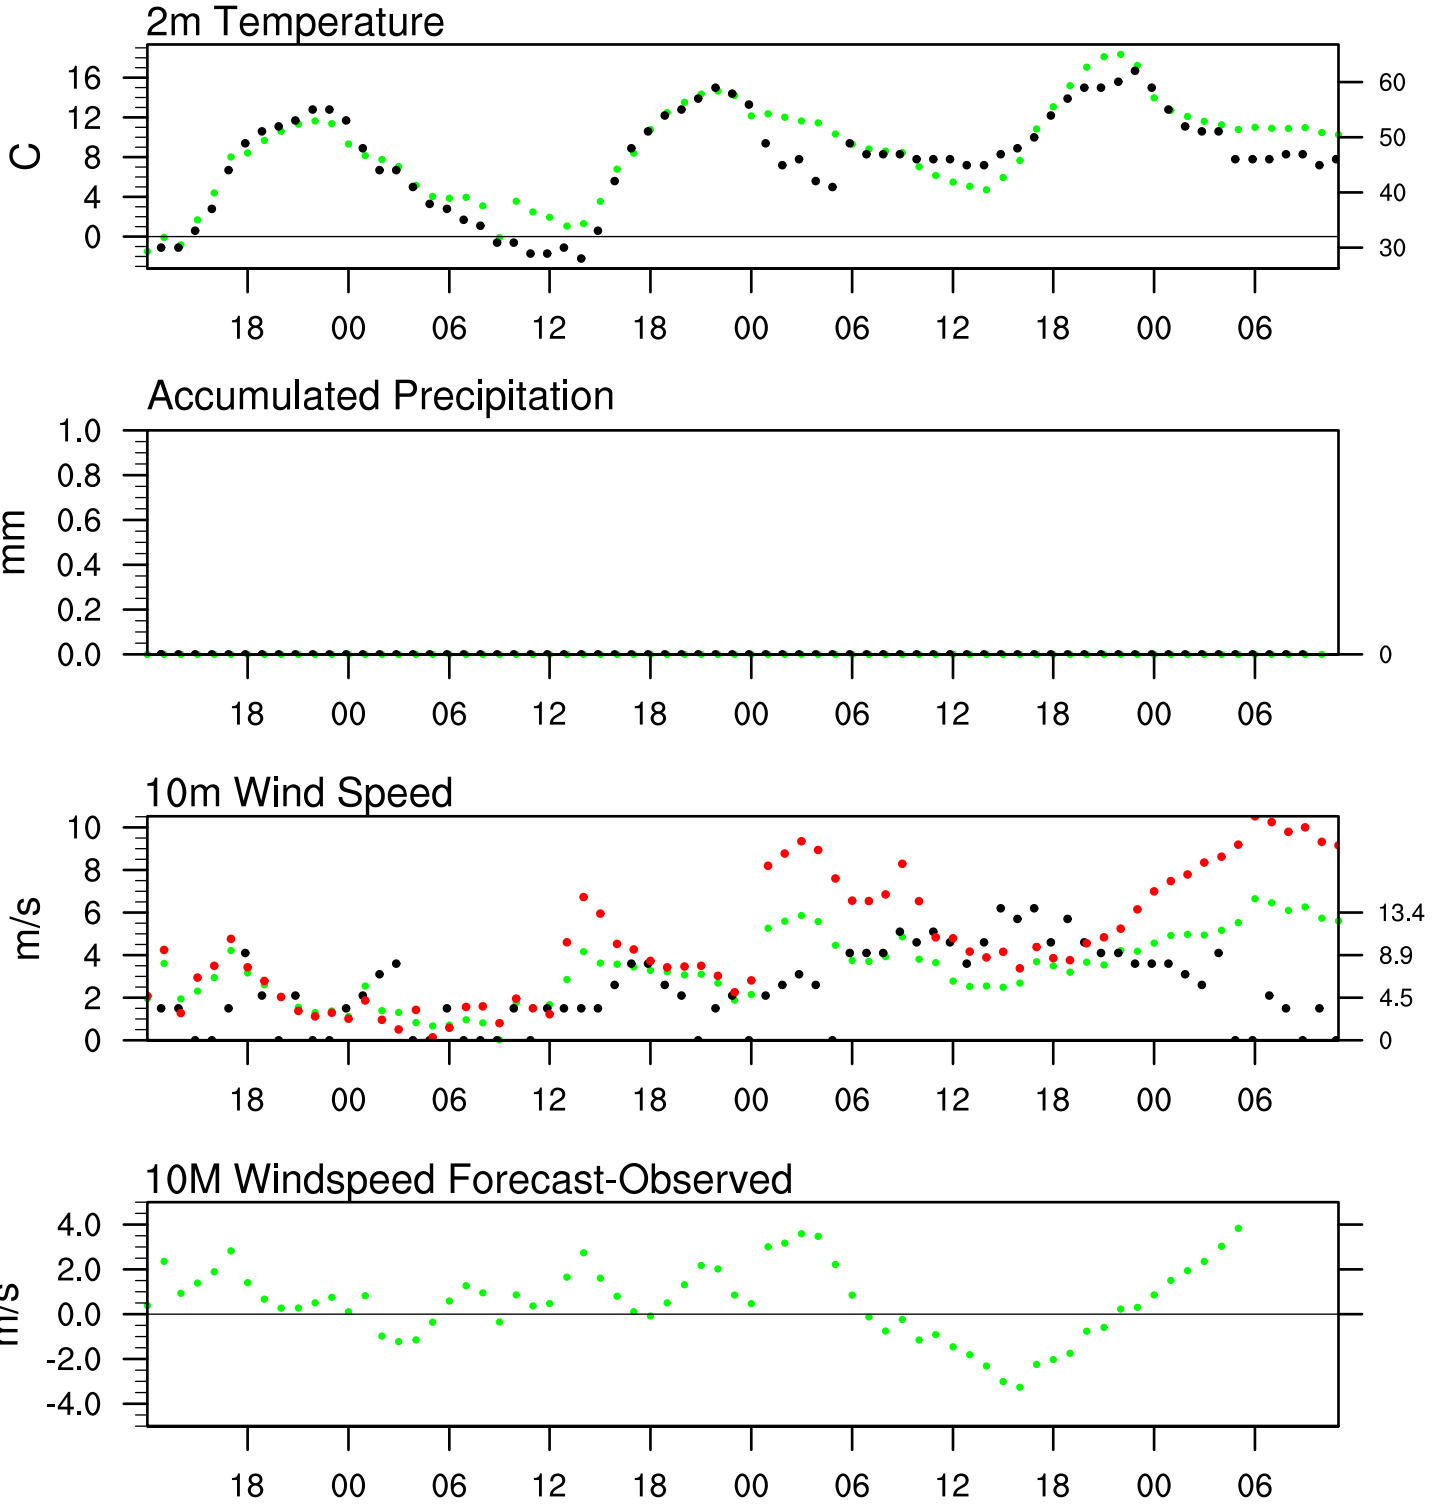 2m Temperature
16
12
8
4
0
C
60
50
40
30
18 00 06 12 18 00 06 12 18 00 06
Accumulated Precipitation
1.0
0.8
0.6
0.4
0.2
0.0
mm
0
18 00 06 12 18 00 06 12 18 00 06
10m Wind Speed
10
8
6
4
2
0
m/s
13.4
8.9
4.5
0
18 00 06 12 18 00 06 12 18 00 06
10M Windspeed Forecast-Observed
4.0
2.0
0.0
-2.0
-4.0
m/s
18 00 06 12 18 00 06 12 18 00 06